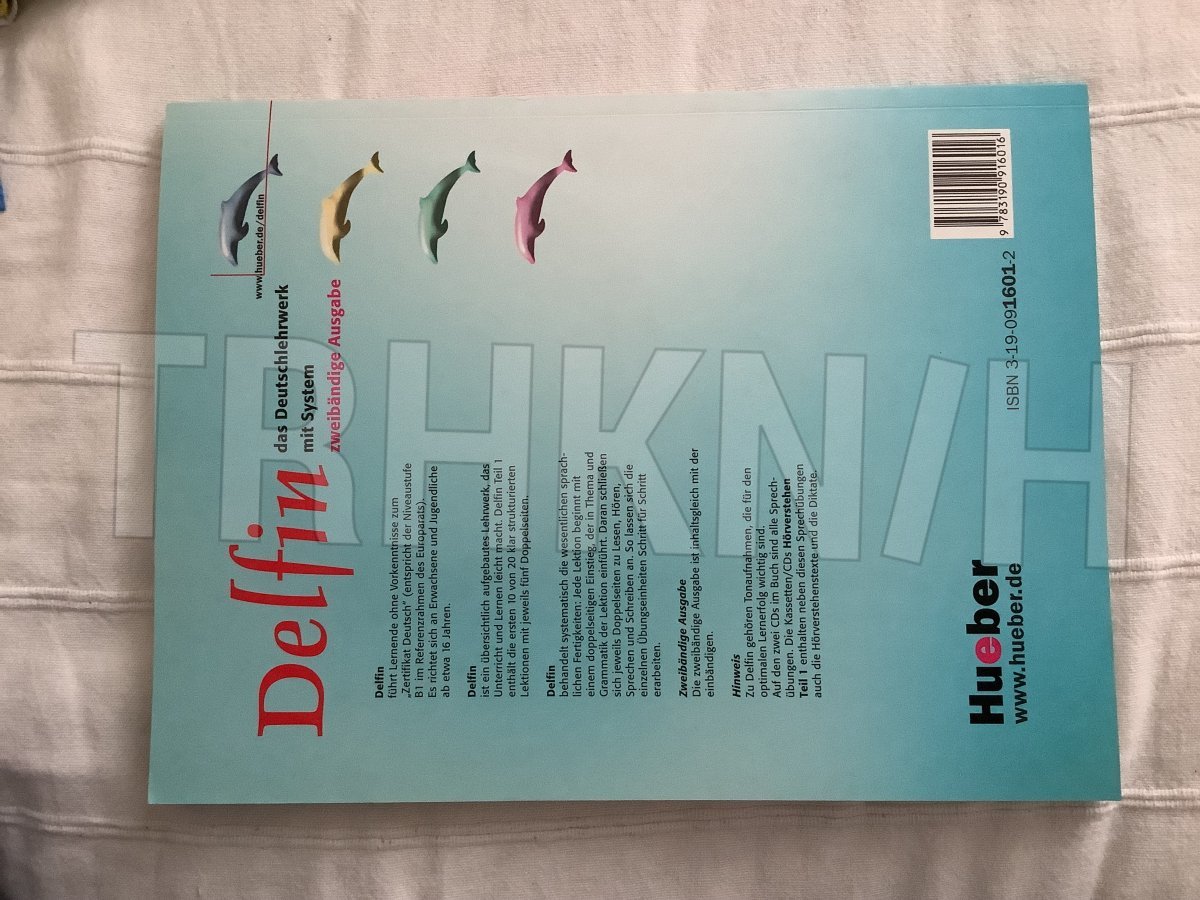 www.hueber.de/delfin
Delfin
das Deutschlehrwerk
mit System
zweibändige Ausgabe
Delfin
führt Lernende ohne Vorkenntnisse zum
„Zertifikat Deutsch“ (entspricht der Niveaustufe
B1 im Referenzrahmen des Europarats).
Es richtet sich an Erwachsene und Jugendliche
ab etwa 16 Jahren.
Delfin
ist ein übersichtlich aufgebautes Lehrwerk, das
Unterricht und Lernen leicht macht. Delfin Teil 1
enthält die ersten 10 von 20 klar strukturierten
Lektionen mit jeweils fünf Doppelseiten.
Delfin
behandelt systematisch die wesentlichen sprach-
lichen Fertigkeiten: Jede Lektion beginnt mit
einem doppelseitigen Einstieg, der in Thema und
Grammatik der Lektion einführt. Daran schließen
sich jeweils Doppelseiten zu Lesen, Hören,
Sprechen und Schreiben an. So lassen sich die
einzelnen Übungseinheiten Schritt für Schritt
erarbeiten.
Zweibändige Ausgabe
Die zweibändige Ausgabe ist inhaltsgleich mit der
einbändigen.
Hinweis
Zu Delfin gehören Tonaufnahmen, die für den
optimalen Lernerfolg wichtig sind.
Auf den zwei CDs im Buch sind alle Sprech-
übungen. Die Kassetten/CDs Hörverstehen
Teil 1 enthalten neben diesen Sprechübungen
auch die Hörverstehenstexte und die Diktate.
Hueber
www.hueber.de
ISBN 3-19-091601-2
9 783190 916016
TRHKN/H